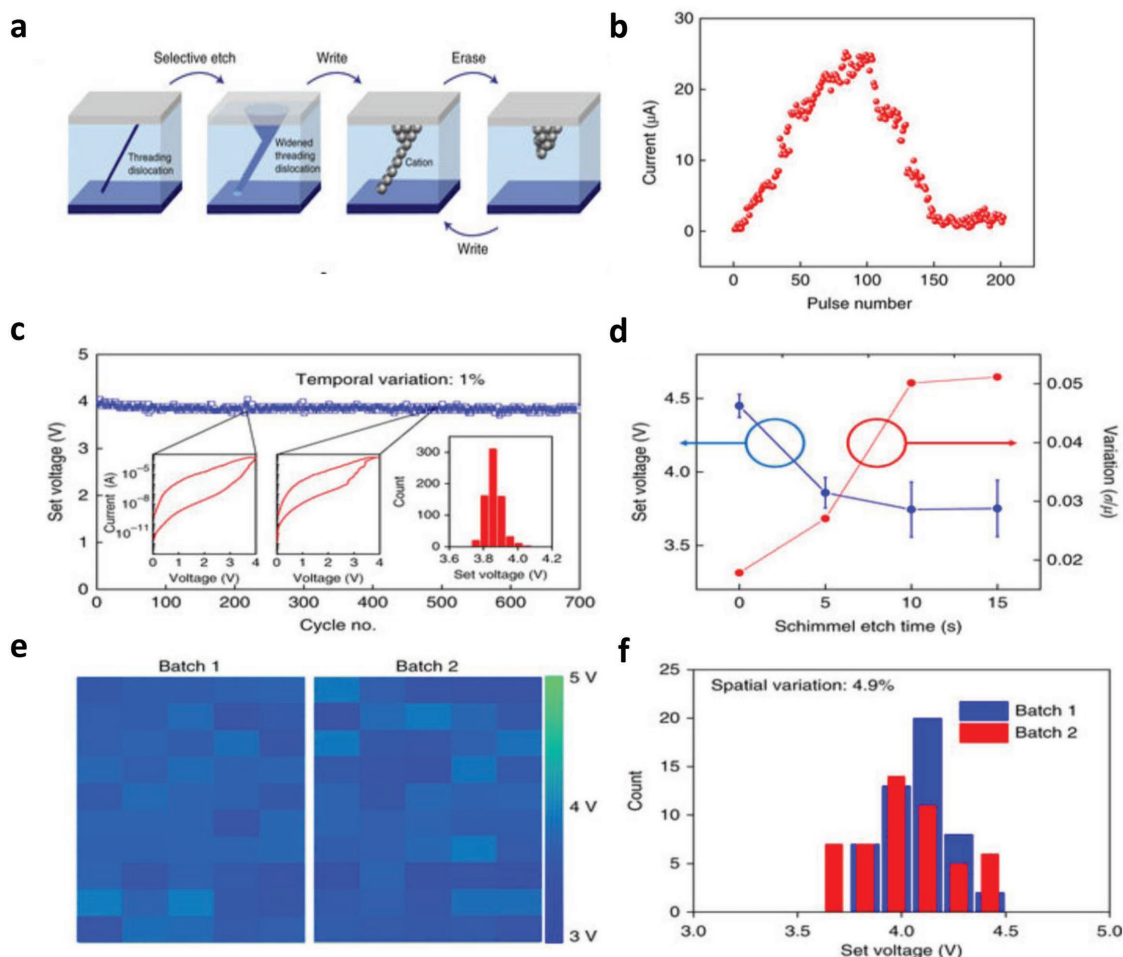 a
Selective etch
Write
Erase
Threading
dislocation
Widened
threading
dislocation
Cation
Write
b
Current (μA)
30
20
10
0
0 50 100 150 200
Pulse number
c
Set voltage (V)
5
4
3
2
1
0
Temporal variation: 1%
Current (A)
10⁻⁵
10⁻⁸
10⁻¹¹
0 1 2 3 4
Voltage (V)
0 1 2 3 4
Voltage (V)
Count
300
150
0
3.6 3.8 4.0 4.2
Set voltage (V)
0 100 200 300 400 500 600 700
Cycle no.
d
Set voltage (V)
4.5
4.0
3.5
0.05
0.04
0.03
0.02
Variation (σ/μ)
0 5 10 15
Schimmel etch time (s)
e
Batch 1
Batch 2
5 V
4 V
3 V
f
Count
25
20
15
10
5
0
Spatial variation: 4.9%
Batch 1
Batch 2
3.0 3.5 4.0 4.5 5.0
Set voltage (V)